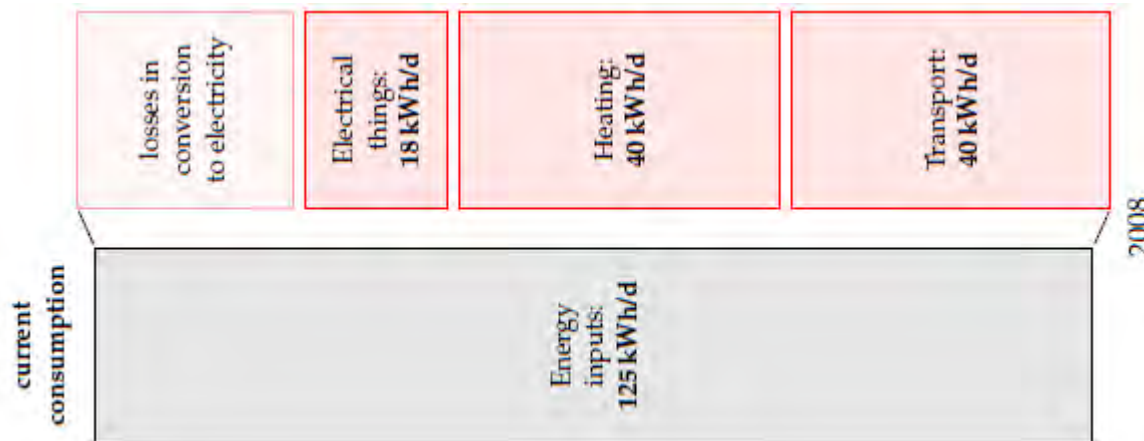 current
consumption
Energy
inputs:
125 kWh/d
losses in
conversion
to electricity
Electrical
things:
18 kWh/d
Heating:
40 kWh/d
Transport:
40 kWh/d
2008